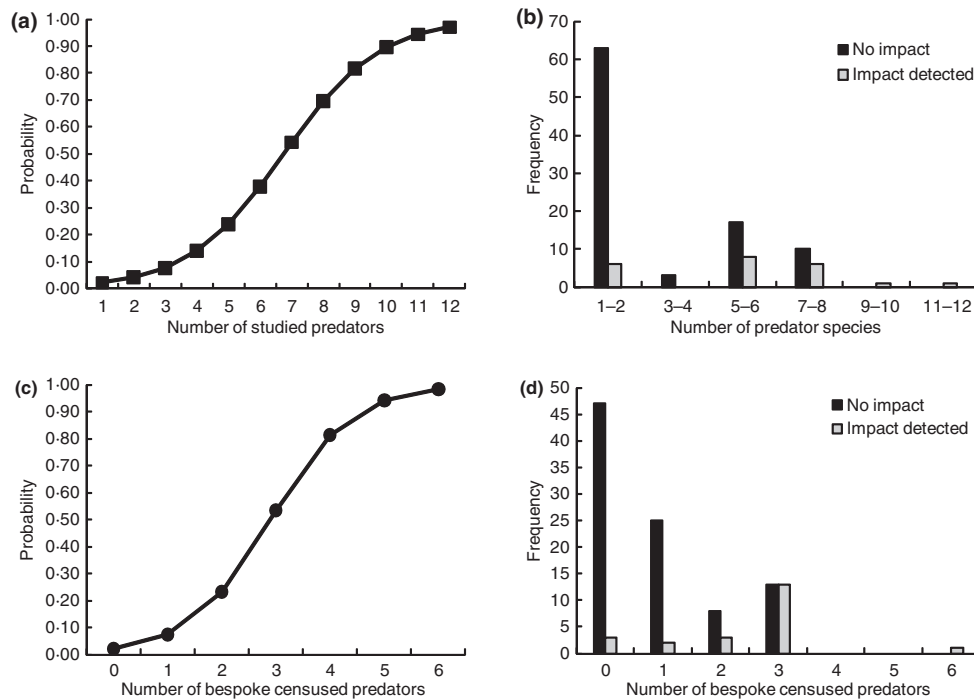 (a)
1·00
0·90
0·80
0·70
0·60
0·50
0·40
0·30
0·20
0·10
0·00
Probability
1 2 3 4 5 6 7 8 9 10 11 12
Number of studied predators
(b)
70
60
50
40
30
20
10
0
Frequency
No impact
Impact detected
1–2 3–4 5–6 7–8 9–10 11–12
Number of predator species
(c)
1·00
0·90
0·80
0·70
0·60
0·50
0·40
0·30
0·20
0·10
0·00
Probability
0 1 2 3 4 5 6
Number of bespoke censused predators
(d)
50
45
40
35
30
25
20
15
10
5
0
Frequency
No impact
Impact detected
0 1 2 3 4 5 6
Number of bespoke censused predators